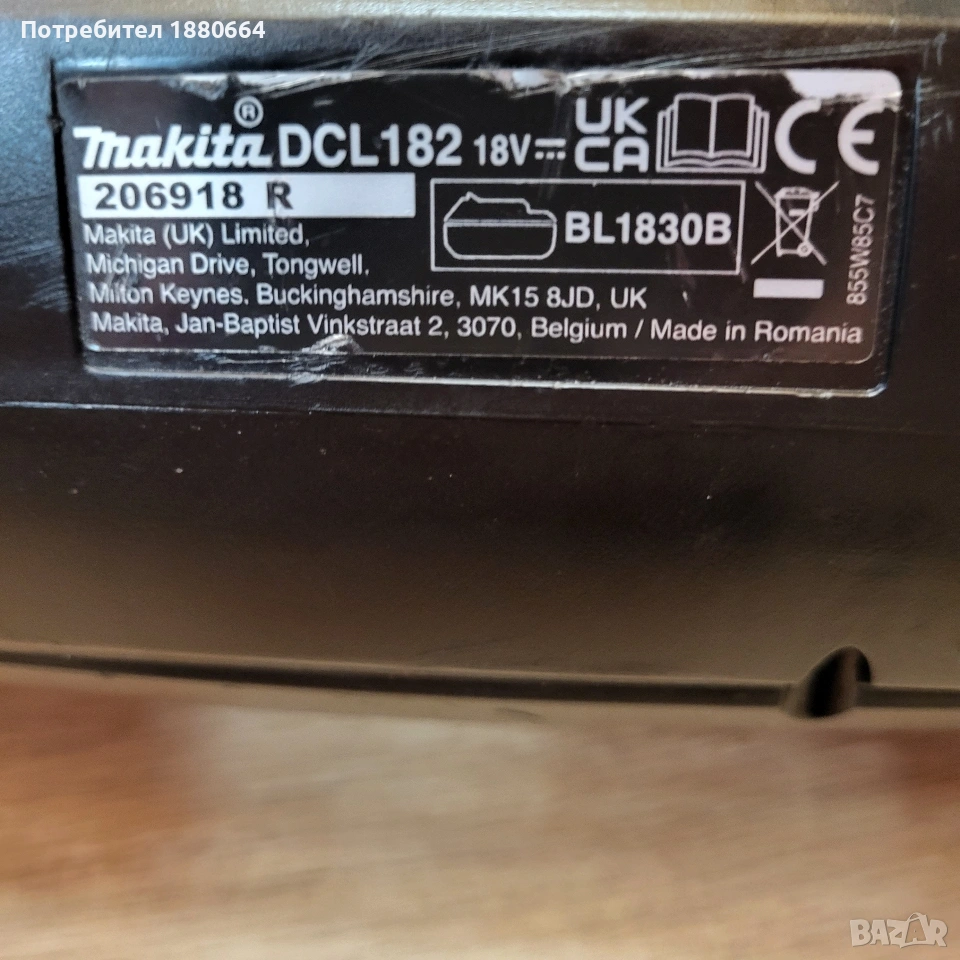 Потребител 1880664
makita® DCL182 18V UK CA CE
206918 R
BL1830B
Makita (UK) Limited,
Michigan Drive, Tongwell,
Milton Keynes, Buckinghamshire, MK15 8JD, UK
Makita, Jan-Baptist Vinkstraat 2, 3070, Belgium / Made in Romania
855W85C7
BAZAR